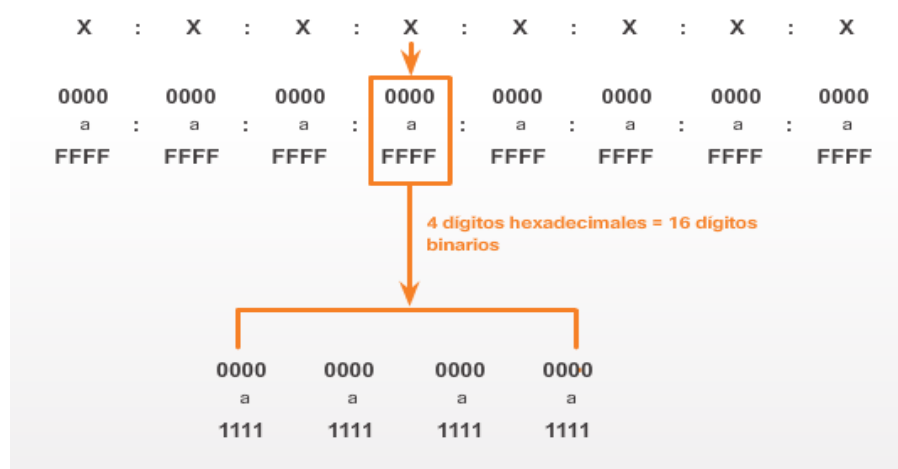 X : X : X : X : X : X : X : X
0000 0000 0000 0000 0000 0000 0000 0000
a : a : a : a : a : a : a : a
FFFF FFFF FFFF FFFF FFFF FFFF FFFF FFFF
4 dígitos hexadecimales = 16 dígitos
binarios
0000 0000 0000 0000
a a a a
1111 1111 1111 1111